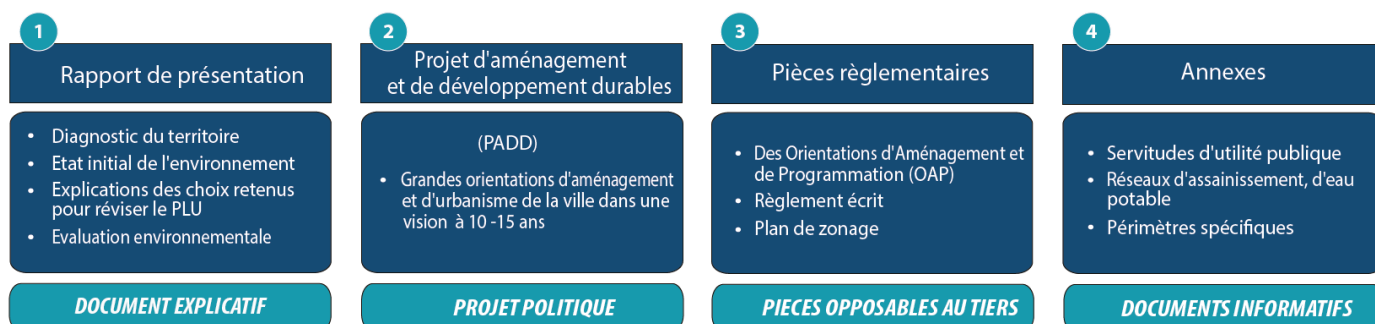 1
Rapport de présentation
• Diagnostic du territoire
• Etat initial de l'environnement
• Explications des choix retenus
pour réviser le PLU
• Evaluation environnementale
DOCUMENT EXPLICATIF
2
Projet d'aménagement
et de développement durables
(PADD)
• Grandes orientations d'aménagement
et d'urbanisme de la ville dans une
vision à 10 -15 ans
PROJET POLITIQUE
3
Pièces règlementaires
• Des Orientations d'Aménagement et
de Programmation (OAP)
• Règlement écrit
• Plan de zonage
PIECES OPPOSABLES AU TIERS
4
Annexes
• Servitudes d'utilité publique
• Réseaux d'assainissement, d'eau
potable
• Périmètres spécifiques
DOCUMENTS INFORMATIFS